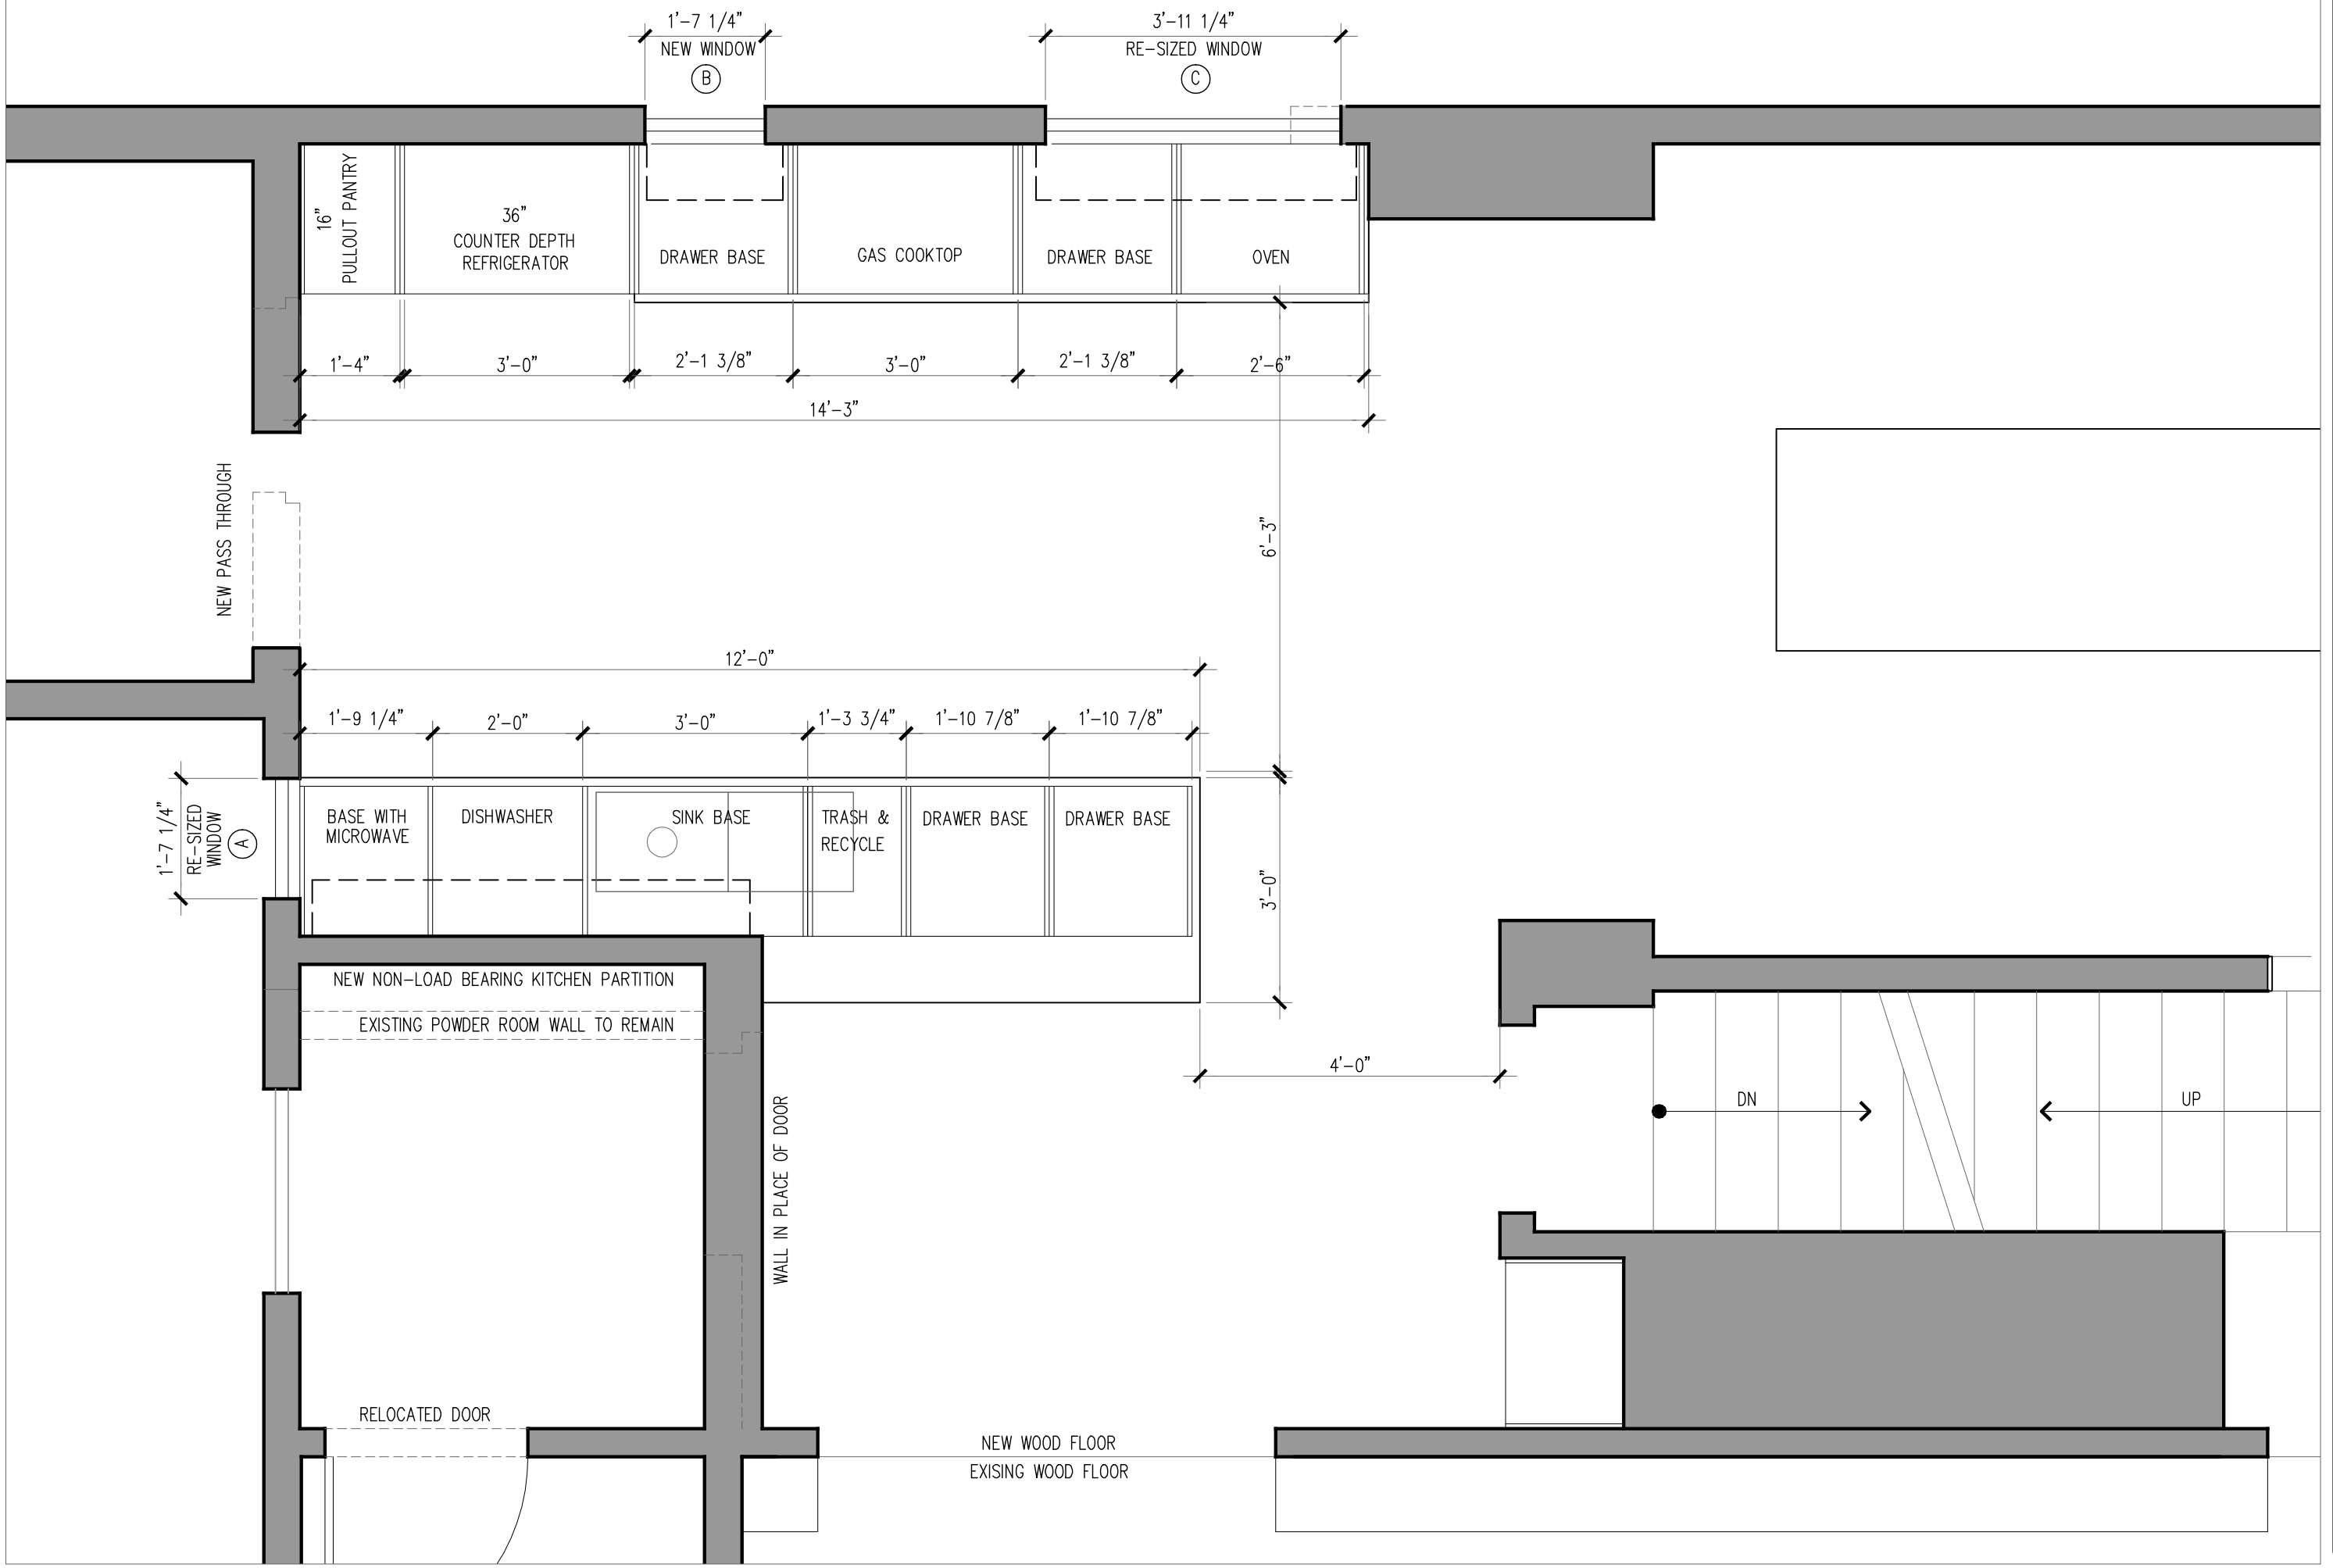 1'-7 1/4"
NEW WINDOW
B
3'-11 1/4"
RE-SIZED WINDOW
C
16"
PULLOUT PANTRY
36"
COUNTER DEPTH
REFRIGERATOR
DRAWER BASE
GAS COOKTOP
DRAWER BASE
OVEN
1'-4"
3'-0"
2'-1 3/8"
3'-0"
2'-1 3/8"
2'-6"
14'-3"
NEW PASS THROUGH
6'-3"
12'-0"
1'-9 1/4"
2'-0"
3'-0"
1'-3 3/4"
1'-10 7/8"
1'-10 7/8"
1'-7 1/4"
RE-SIZED
WINDOW
A
BASE WITH
MICROWAVE
DISHWASHER
SINK BASE
TRASH &
RECYCLE
DRAWER BASE
DRAWER BASE
3'-0"
NEW NON-LOAD BEARING KITCHEN PARTITION
EXISTING POWDER ROOM WALL TO REMAIN
4'-0"
DN
UP
WALL IN PLACE OF DOOR
RELOCATED DOOR
NEW WOOD FLOOR
EXISING WOOD FLOOR